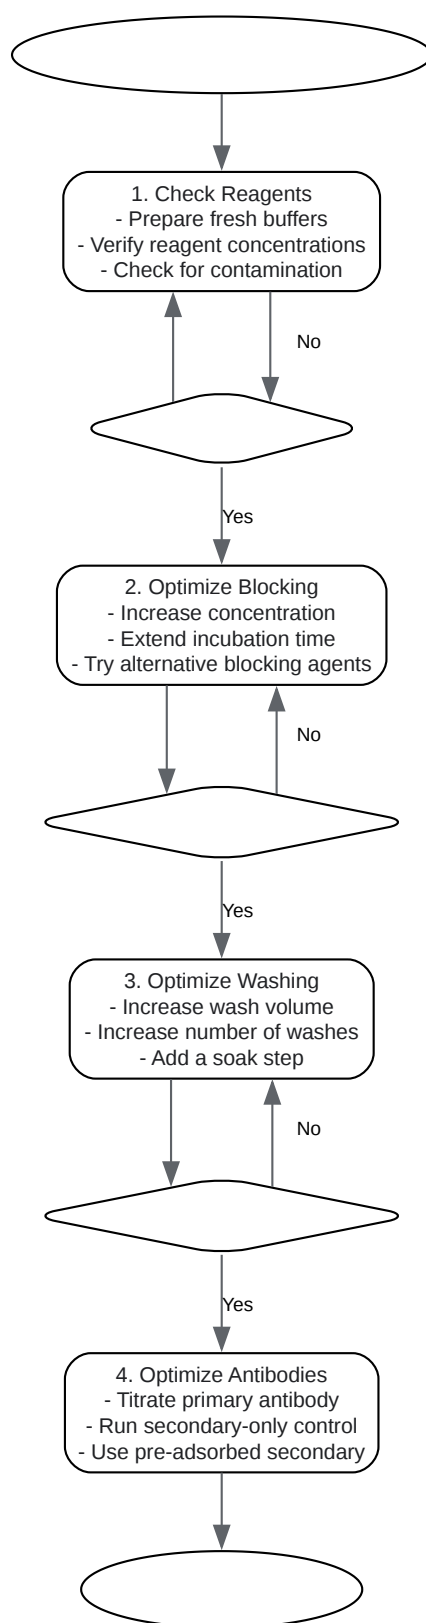 1. Check Reagents
- Prepare fresh buffers
- Verify reagent concentrations
- Check for contamination
No
Yes
2. Optimize Blocking
- Increase concentration
- Extend incubation time
- Try alternative blocking agents
No
Yes
3. Optimize Washing
- Increase wash volume
- Increase number of washes
- Add a soak step
No
Yes
4. Optimize Antibodies
- Titrate primary antibody
- Run secondary-only control
- Use pre-adsorbed secondary